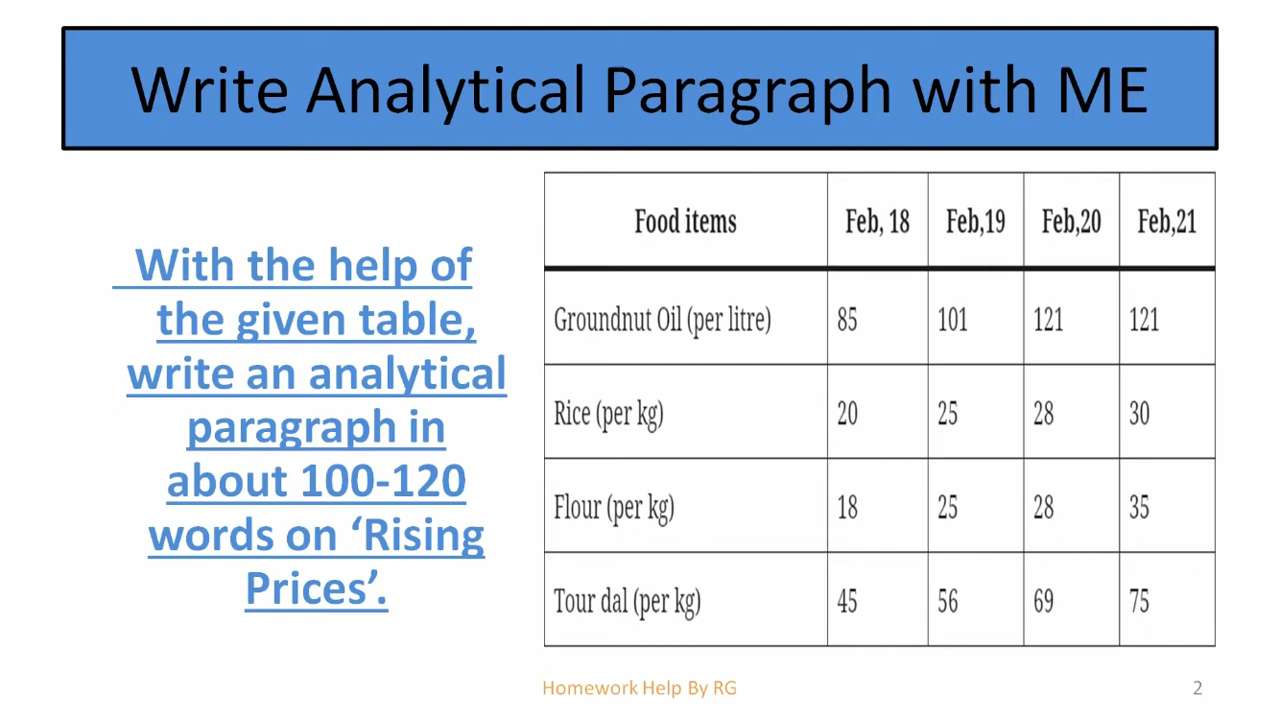 Write Analytical Paragraph with ME
With the help of
the given table,
write an analytical
paragraph in
about 100-120
words on ‘Rising
Prices’.
Food items Feb, 18 Feb,19 Feb,20 Feb,21
Groundnut Oil (per litre) 85 101 121 121
Rice (per kg) 20 25 28 30
Flour (per kg) 18 25 28 35
Tour dal (per kg) 45 56 69 75
Homework Help By RG
2